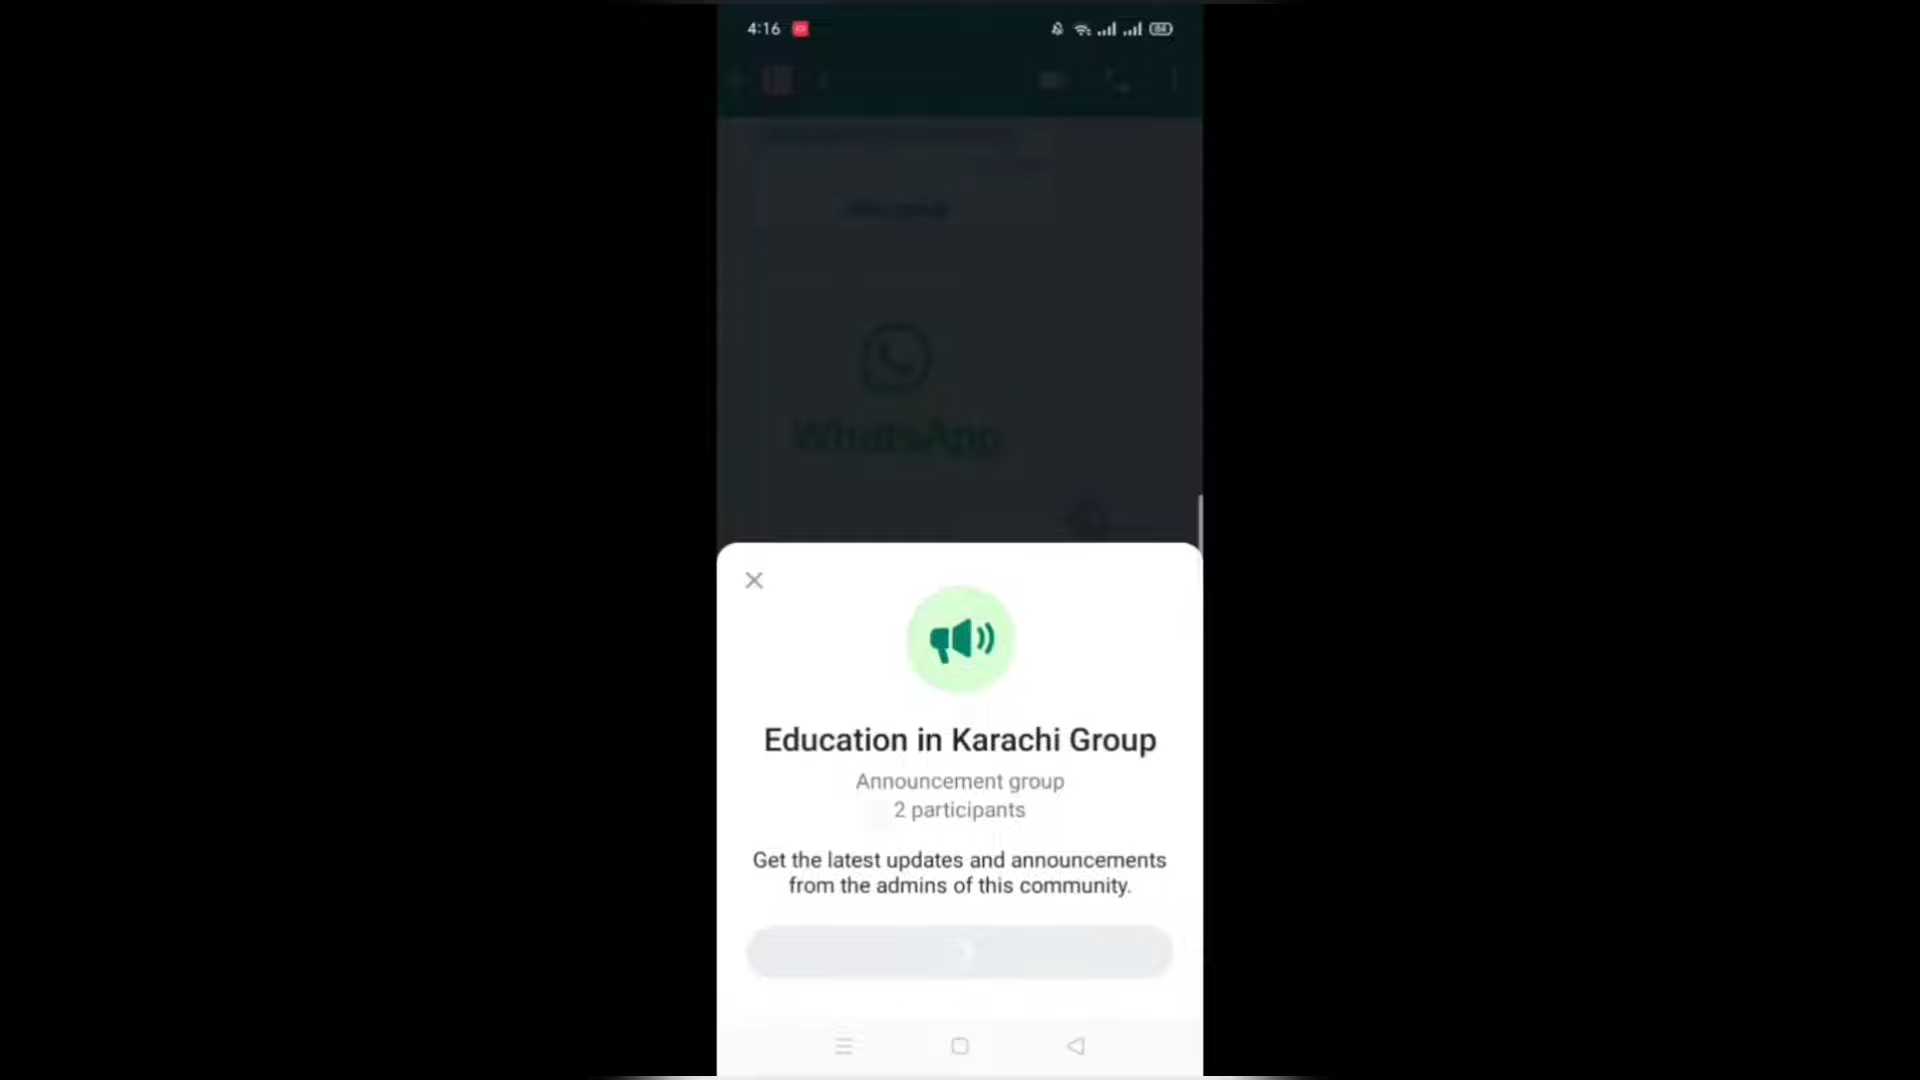 4:16
WhatsApp
Education in Karachi Group
Announcement group
2 participants
Get the latest updates and announcements
from the admins of this community.